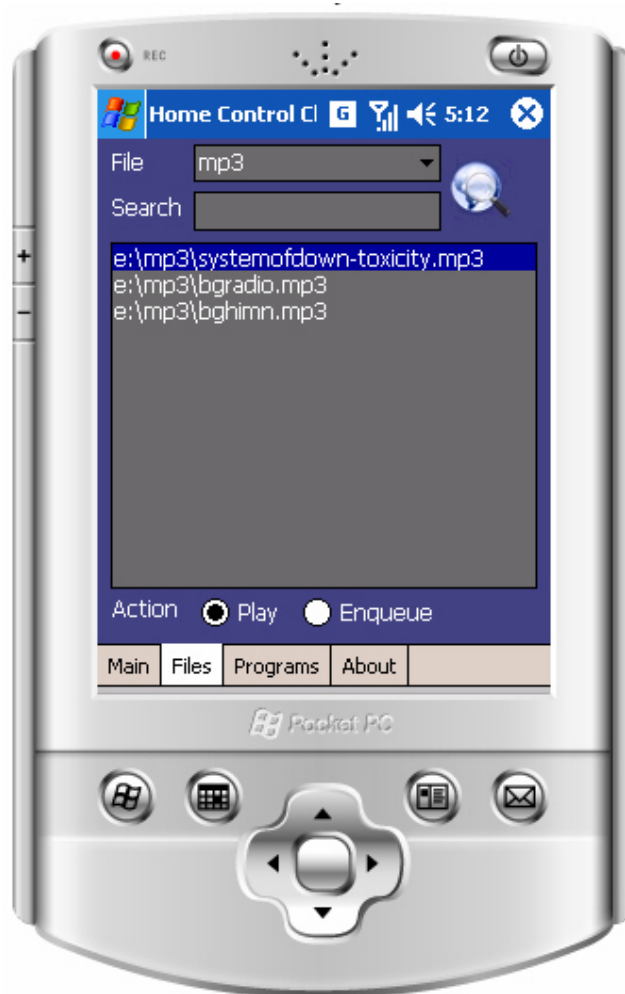 REC
Home Control Cl G 5:12
File mp3
Search
e:\mp3\systemofdown-toxicity.mp3
e:\mp3\bgradio.mp3
e:\mp3\bghimn.mp3
Action Play Enqueue
Main Files Programs About
Pocket PC
+
−